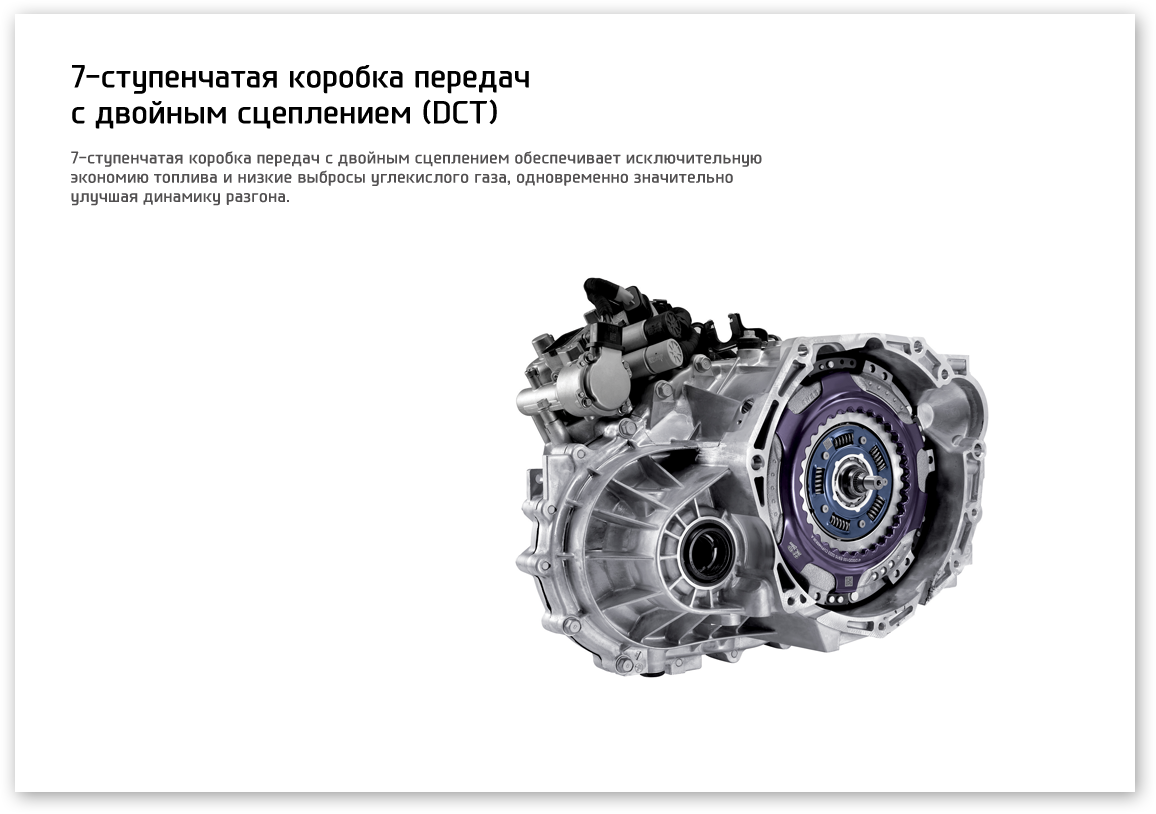 7-ступенчатая коробка передач
с двойным сцеплением (DCT)
7-ступенчатая коробка передач с двойным сцеплением обеспечивает исключительную
экономию топлива и низкие выбросы углекислого газа, одновременно значительно
улучшая динамику разгона.